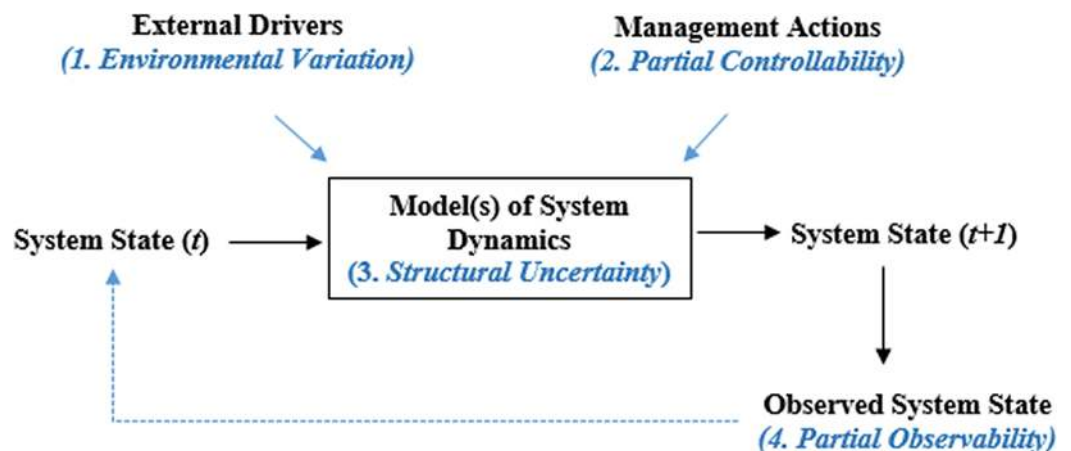 External Drivers
(1. Environmental Variation)
Management Actions
(2. Partial Controllability)
Model(s) of System
Dynamics
(3. Structural Uncertainty)
System State (t)
System State (t+1)
Observed System State
(4. Partial Observability)